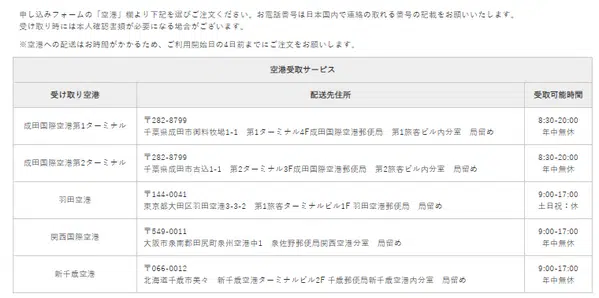 申し込みフォームの「空港」欄より下記を選びご注文ください。お電話番号は日本国内で連絡の取れる番号の記載をお願いいたします。
受け取り時には本人確認書類が必要になる場合がございます。
※空港への配送はお時間がかかるため、ご利用開始日の4日前までにご注文をお願いします。
空港受取サービス
受け取り空港 配送先住所 受取可能時間
成田国際空港第1ターミナル 〒282-8799 8:30-20:00
千葉県成田市御料牧場1-1 第1ターミナル4F成田国際空港郵便局 第1旅客ビル内分室 局留め 年中無休
成田国際空港第2ターミナル 〒282-8799 8:30-20:00
千葉県成田市古込1-1 第2ターミナル3F成田国際空港郵便局 第2旅客ビル内分室 局留め 年中無休
羽田空港 〒144-0041 9:00-17:00
東京都大田区羽田空港3-3-2 第1旅客ターミナルビル1F 羽田空港郵便局 局留め 土日祝:休
関西国際空港 〒549-0011 9:00-17:00
大阪市泉南郡田尻町泉州空港中1 泉佐野郵便局関西国際空港分室 局留め 年中無休
新千歳空港 〒066-0012 9:00-17:00
北海道千歳市美々 新千歳空港ターミナルビル2F 千歳郵便局新千歳空港内分室 局留め 年中無休